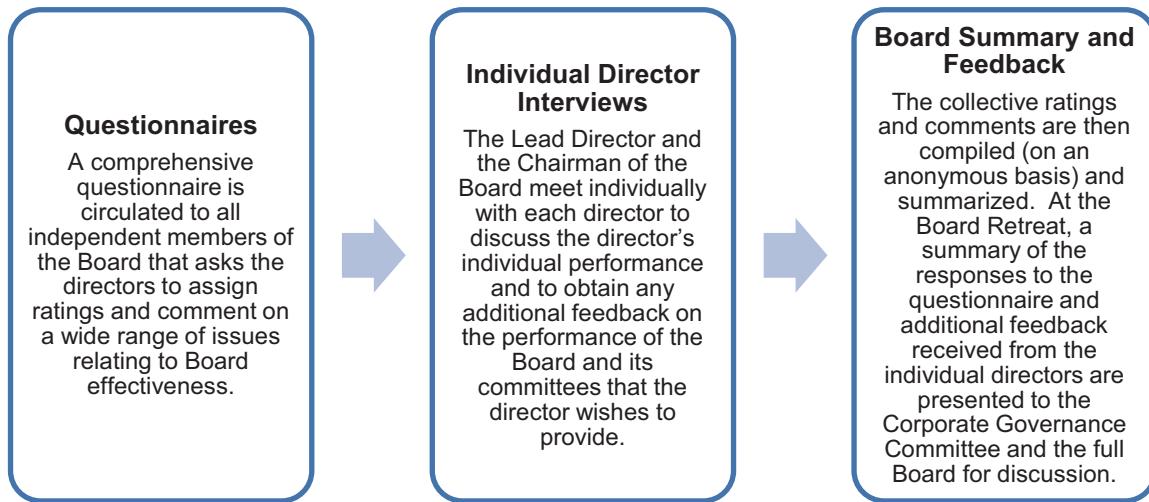 Questionnaires
A comprehensive
questionnaire is
circulated to all
independent members of
the Board that asks the
directors to assign
ratings and comment on
a wide range of issues
relating to Board
effectiveness.
Individual Director
Interviews
The Lead Director and
the Chairman of the
Board meet individually
with each director to
discuss the director’s
individual performance
and to obtain any
additional feedback on
the performance of the
Board and its
committees that the
director wishes to
provide.
Board Summary and
Feedback
The collective ratings
and comments are then
compiled (on an
anonymous basis) and
summarized.  At the
Board Retreat, a
summary of the
responses to the
questionnaire and
additional feedback
received from the
individual directors are
presented to the
Corporate Governance
Committee and the full
Board for discussion.